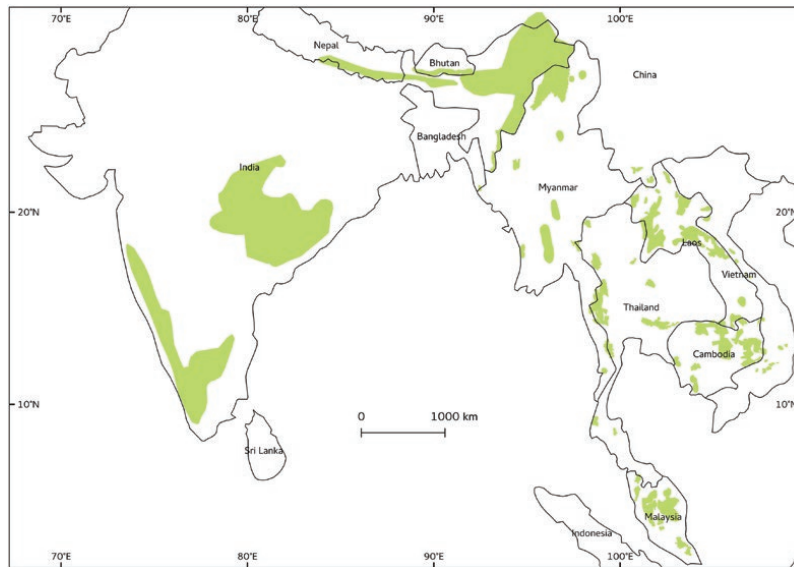 70°E 80°E 90°E 100°E
Nepal
Bhutan
China
Bangladesh
India
Myanmar
20°N 20°N
Laos
Vietnam
Thailand
Cambodia
10°N 10°N
0 1000 km
Sri Lanka
Malaysia
Indonesia
70°E 80°E 90°E 100°E